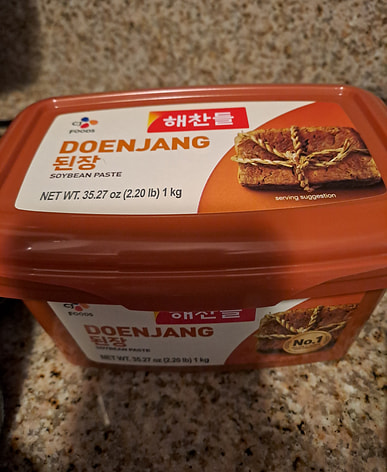 CJ
FOODS
해찬들
DOENJANG
된장
SOYBEAN PASTE
NET WT. 35.27 oz (2.20 lb) 1 kg
serving suggestion
CJ
FOODS
해찬들
DOENJANG
된장
SOYBEAN PASTE
NET WT. 35.27 oz (2.20 lb) 1 kg
No.1